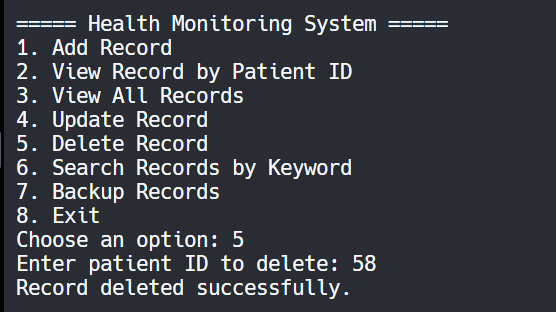 ===== Health Monitoring System =====
1. Add Record
2. View Record by Patient ID
3. View All Records
4. Update Record
5. Delete Record
6. Search Records by Keyword
7. Backup Records
8. Exit
Choose an option: 5
Enter patient ID to delete: 58
Record deleted successfully.